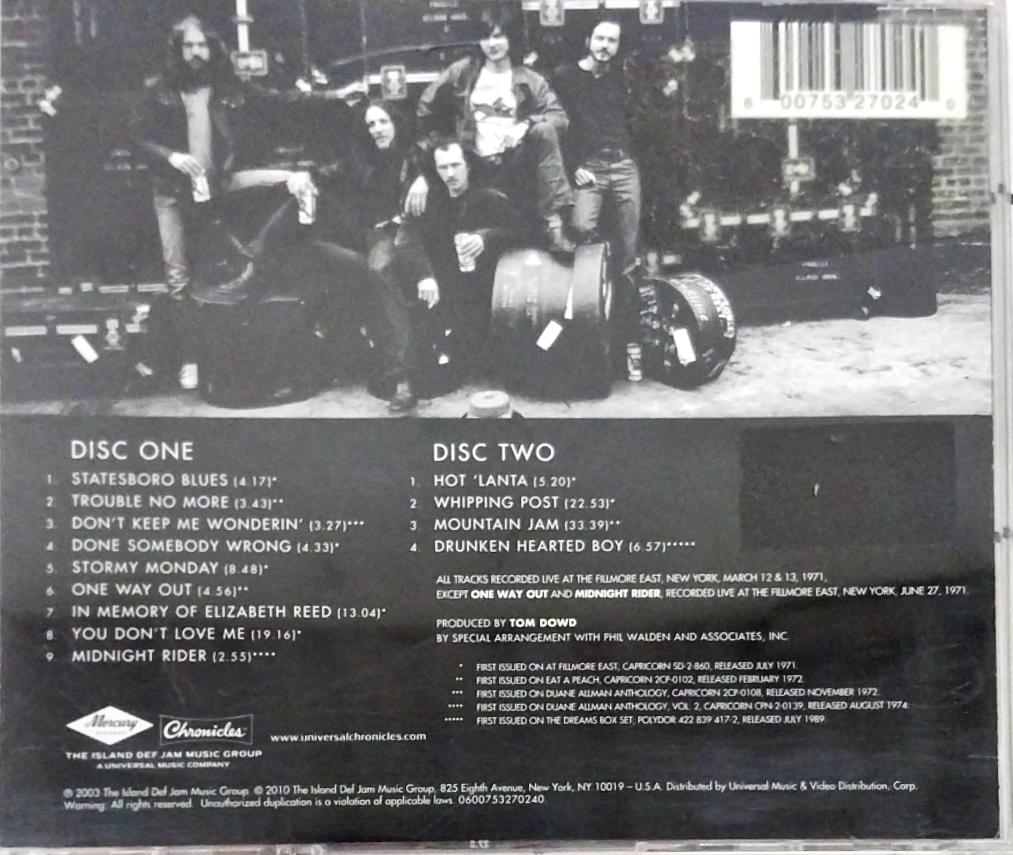 6 00753 27024 6
DISC ONE
1. STATESBORO BLUES (4.17)*
2. TROUBLE NO MORE (3.43)**
3. DON'T KEEP ME WONDERIN' (3.27)***
4. DONE SOMEBODY WRONG (4.33)*
5. STORMY MONDAY (8.48)*
6. ONE WAY OUT (4.56)**
7. IN MEMORY OF ELIZABETH REED (13.04)*
8. YOU DON'T LOVE ME (19.16)*
9. MIDNIGHT RIDER (2.55)****
DISC TWO
1. HOT 'LANTA (5.20)*
2. WHIPPING POST (22.53)*
3. MOUNTAIN JAM (33.39)**
4. DRUNKEN HEARTED BOY (6.57)*****
ALL TRACKS RECORDED LIVE AT THE FILLMORE EAST, NEW YORK, MARCH 12 & 13, 1971,
EXCEPT ONE WAY OUT AND MIDNIGHT RIDER, RECORDED LIVE AT THE FILLMORE EAST, NEW YORK, JUNE 27, 1971.
PRODUCED BY TOM DOWD
BY SPECIAL ARRANGEMENT WITH PHIL WALDEN AND ASSOCIATES, INC.
* FIRST ISSUED ON AT FILLMORE EAST, CAPRICORN SD-2-860, RELEASED JULY 1971.
** FIRST ISSUED ON EAT A PEACH, CAPRICORN 2CP-0102, RELEASED FEBRUARY 1972.
*** FIRST ISSUED ON DUANE ALLMAN ANTHOLOGY, CAPRICORN 2CP-0108, RELEASED NOVEMBER 1972.
**** FIRST ISSUED ON DUANE ALLMAN ANTHOLOGY, VOL. 2, CAPRICORN CPN-2-0139, RELEASED AUGUST 1974.
***** FIRST ISSUED ON THE DREAMS BOX SET, POLYDOR 422 839 417-2, RELEASED JULY 1989.
Mercury
RECORDS
Chronicles
www.universalchronicles.com
THE ISLAND DEF JAM MUSIC GROUP
A UNIVERSAL MUSIC COMPANY
℗ 2003 The Island Def Jam Music Group © 2010 The Island Def Jam Music Group, 825 Eighth Avenue, New York, NY 10019 – U.S.A. Distributed by Universal Music & Video Distribution, Corp.
Warning: All rights reserved. Unauthorized duplication is a violation of applicable laws. 0600753270240.